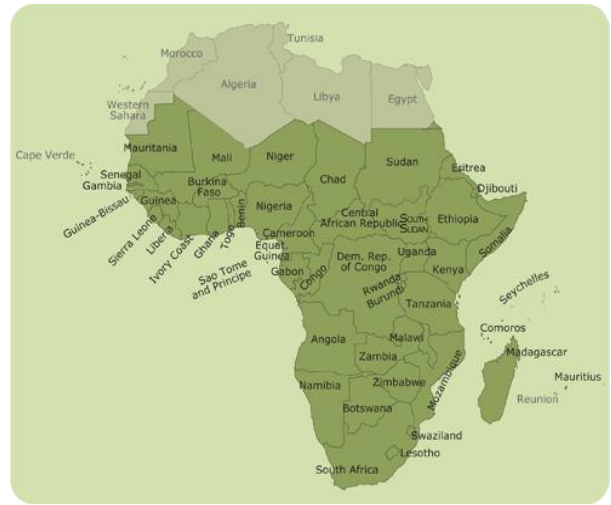 Tunisia
Morocco
Algeria
Libya
Egypt
Western
Sahara
Cape Verde
Mauritania
Mali
Niger
Chad
Sudan
Eritrea
Djibouti
Senegal
Gambia
Guinea-Bissau
Guinea
Sierra Leone
Liberia
Ivory Coast
Burkina
Faso
Ghana
Togo
Benin
Nigeria
Cameroon
Equat.
Guinea
Sao Tome
and Principe
Gabon
Congo
Central
African Republic
South
Sudan
Ethiopia
Somalia
Dem. Rep.
of Congo
Uganda
Kenya
Rwanda
Burundi
Tanzania
Seychelles
Comoros
Madagascar
Mauritius
Reunion
Angola
Zambia
Malawi
Mozambique
Zimbabwe
Namibia
Botswana
Swaziland
Lesotho
South Africa